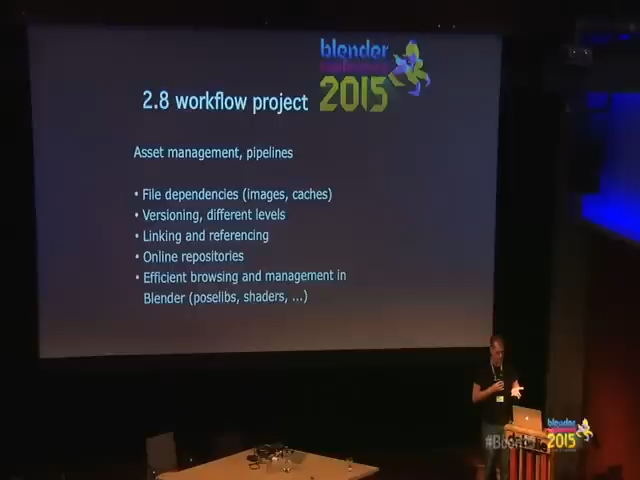 blender
conference
2015
2.8 workflow project
Asset management, pipelines
• File dependencies (images, caches)
• Versioning, different levels
• Linking and referencing
• Online repositories
• Efficient browsing and management in
Blender (poselibs, shaders, ...)
blender
2015